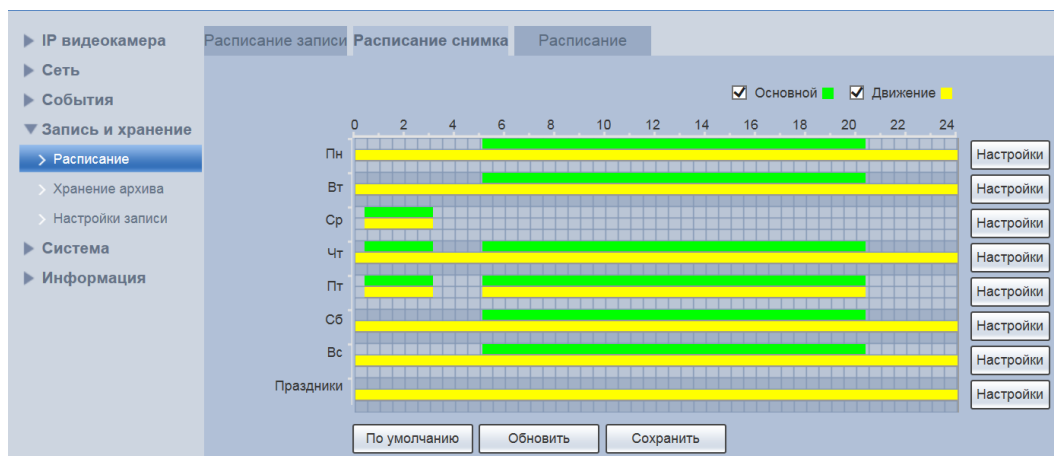 IP видеокамера
Сеть
События
Запись и хранение
Расписание
Хранение архива
Настройки записи
Система
Информация
Расписание записи Расписание снимка Расписание
Основной Движение
0 2 4 6 8 10 12 14 16 18 20 22 24
Пн Настройки
Вт Настройки
Ср Настройки
Чт Настройки
Пт Настройки
Сб Настройки
Вс Настройки
Праздники Настройки
По умолчанию Обновить Сохранить